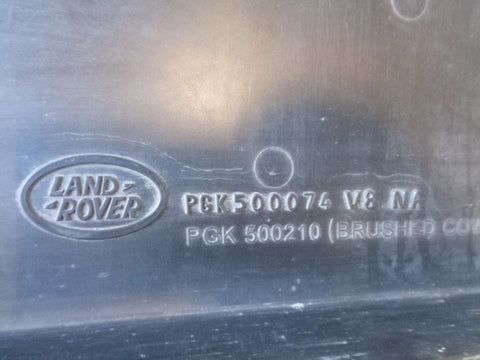 LAND
ROVER
PGK500074 V8 NA
PGK 500210 (BRUSHED